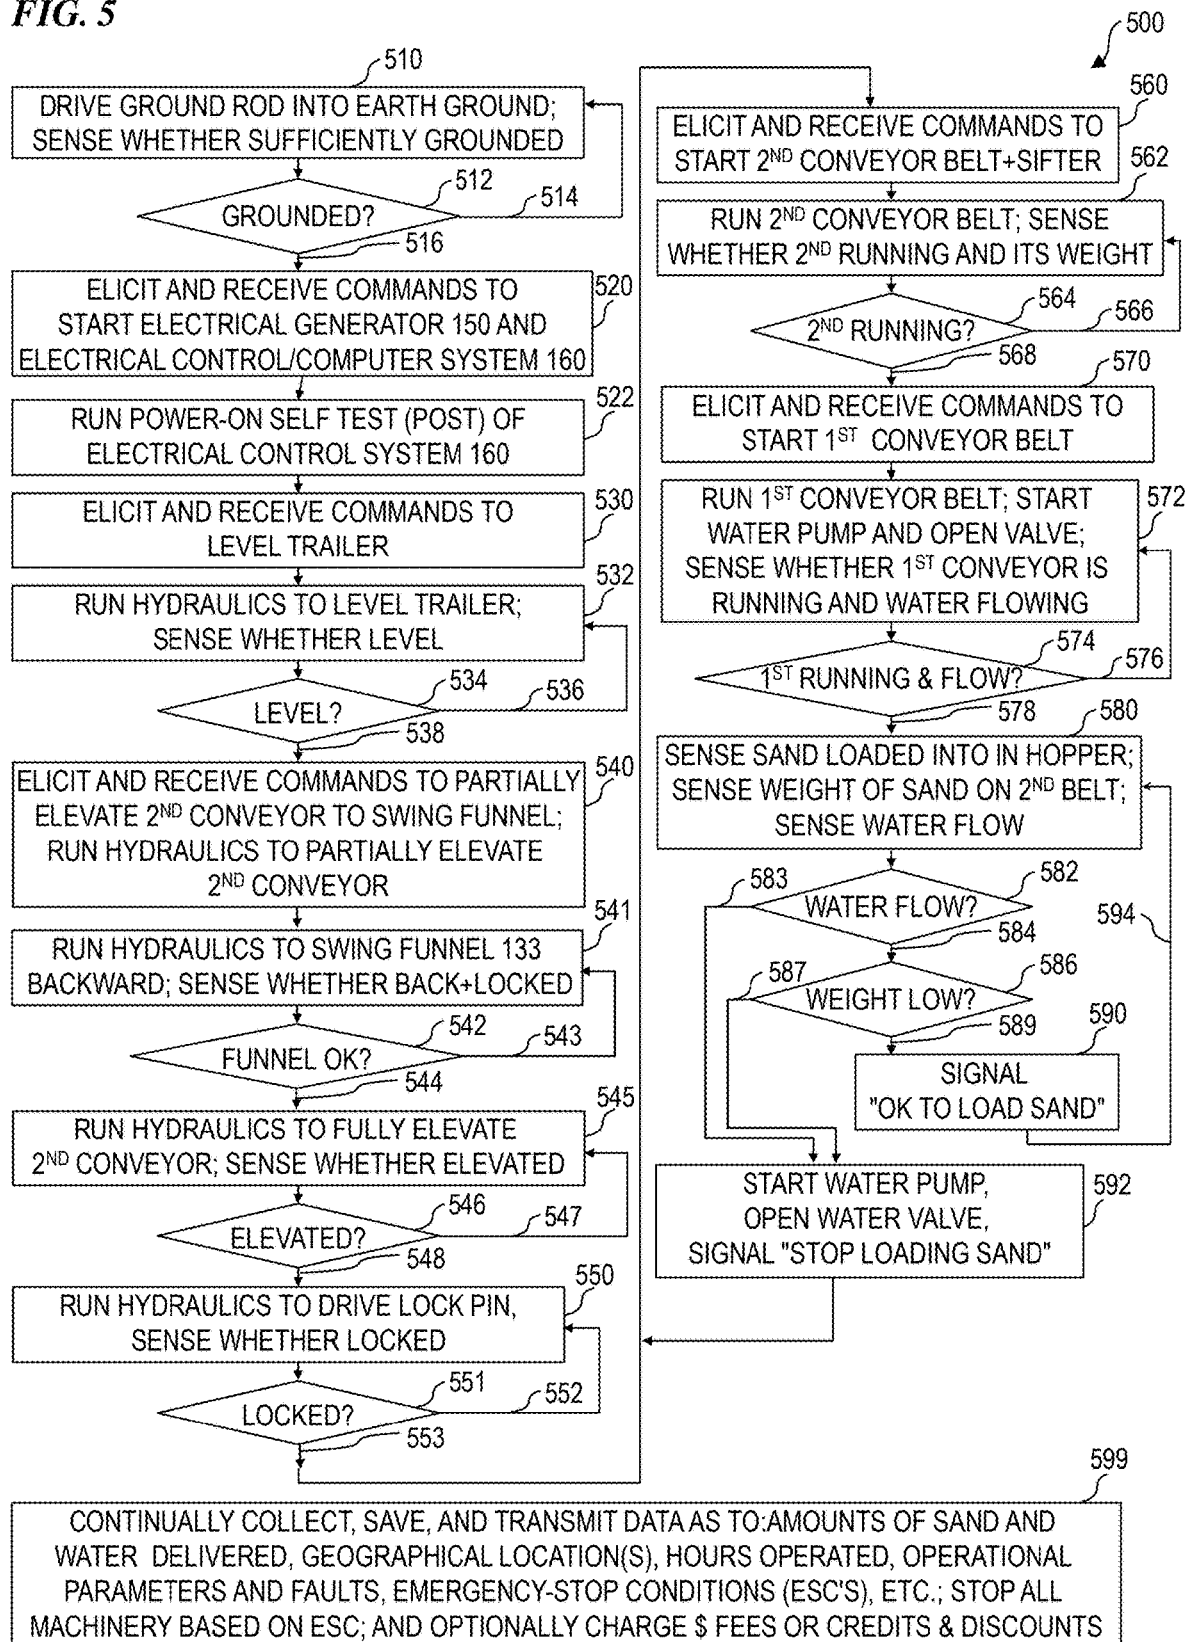 FIG. 5
500
510
DRIVE GROUND ROD INTO EARTH GROUND;
SENSE WHETHER SUFFICIENTLY GROUNDED
512
514
GROUNDED?
516
520
ELICIT AND RECEIVE COMMANDS TO
START ELECTRICAL GENERATOR 150 AND
ELECTRICAL CONTROL/COMPUTER SYSTEM 160
522
RUN POWER-ON SELF TEST (POST) OF
ELECTRICAL CONTROL SYSTEM 160
530
ELICIT AND RECEIVE COMMANDS TO
LEVEL TRAILER
532
RUN HYDRAULICS TO LEVEL TRAILER;
SENSE WHETHER LEVEL
534
536
LEVEL?
538
540
ELICIT AND RECEIVE COMMANDS TO PARTIALLY
ELEVATE 2ND CONVEYOR TO SWING FUNNEL;
RUN HYDRAULICS TO PARTIALLY ELEVATE
2ND CONVEYOR
541
RUN HYDRAULICS TO SWING FUNNEL 133
BACKWARD; SENSE WHETHER BACK+LOCKED
542
543
FUNNEL OK?
544
545
RUN HYDRAULICS TO FULLY ELEVATE
2ND CONVEYOR; SENSE WHETHER ELEVATED
546
547
ELEVATED?
548
550
RUN HYDRAULICS TO DRIVE LOCK PIN,
SENSE WHETHER LOCKED
551
552
LOCKED?
553
560
ELICIT AND RECEIVE COMMANDS TO
START 2ND CONVEYOR BELT+SIFTER
562
RUN 2ND CONVEYOR BELT; SENSE
WHETHER 2ND RUNNING AND ITS WEIGHT
564
566
2ND RUNNING?
568
570
ELICIT AND RECEIVE COMMANDS TO
START 1ST CONVEYOR BELT
572
RUN 1ST CONVEYOR BELT; START
WATER PUMP AND OPEN VALVE;
SENSE WHETHER 1ST CONVEYOR IS
RUNNING AND WATER FLOWING
574
576
1ST RUNNING & FLOW?
578
580
SENSE SAND LOADED INTO IN HOPPER;
SENSE WEIGHT OF SAND ON 2ND BELT;
SENSE WATER FLOW
583
582
WATER FLOW?
584
594
587
586
WEIGHT LOW?
589
590
SIGNAL
"OK TO LOAD SAND"
592
START WATER PUMP,
OPEN WATER VALVE,
SIGNAL "STOP LOADING SAND"
599
CONTINUALLY COLLECT, SAVE, AND TRANSMIT DATA AS TO:AMOUNTS OF SAND AND
WATER DELIVERED, GEOGRAPHICAL LOCATION(S), HOURS OPERATED, OPERATIONAL
PARAMETERS AND FAULTS, EMERGENCY-STOP CONDITIONS (ESC'S), ETC.; STOP ALL
MACHINERY BASED ON ESC; AND OPTIONALLY CHARGE $ FEES OR CREDITS & DISCOUNTS